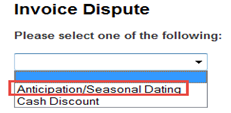 Invoice Dispute
Please select one of the following:
Anticipation/Seasonal Dating
Cash Discount